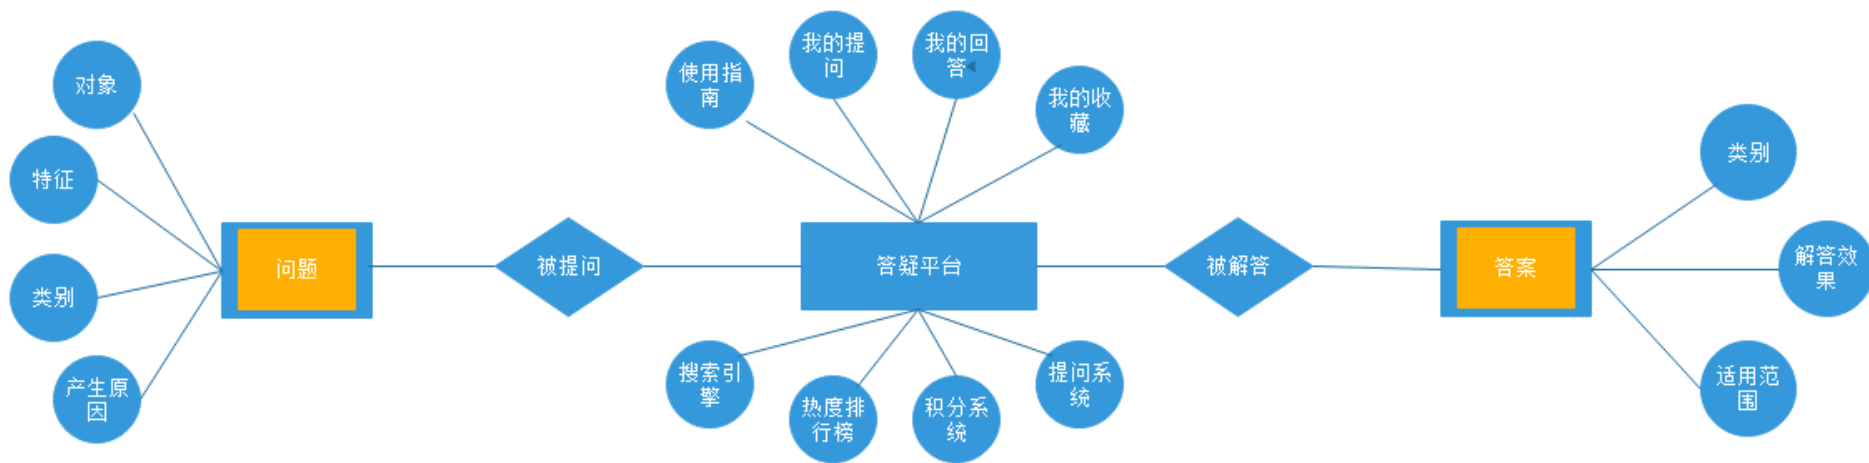 对象
特征
类别
产生原
因
问题
被提问
使用指
南
我的提
问
我的回
答
我的收
藏
答疑平台
搜索引
擎
热度排
行榜
积分系
统
提问系
统
被解答
答案
类别
解答效
果
适用范
围